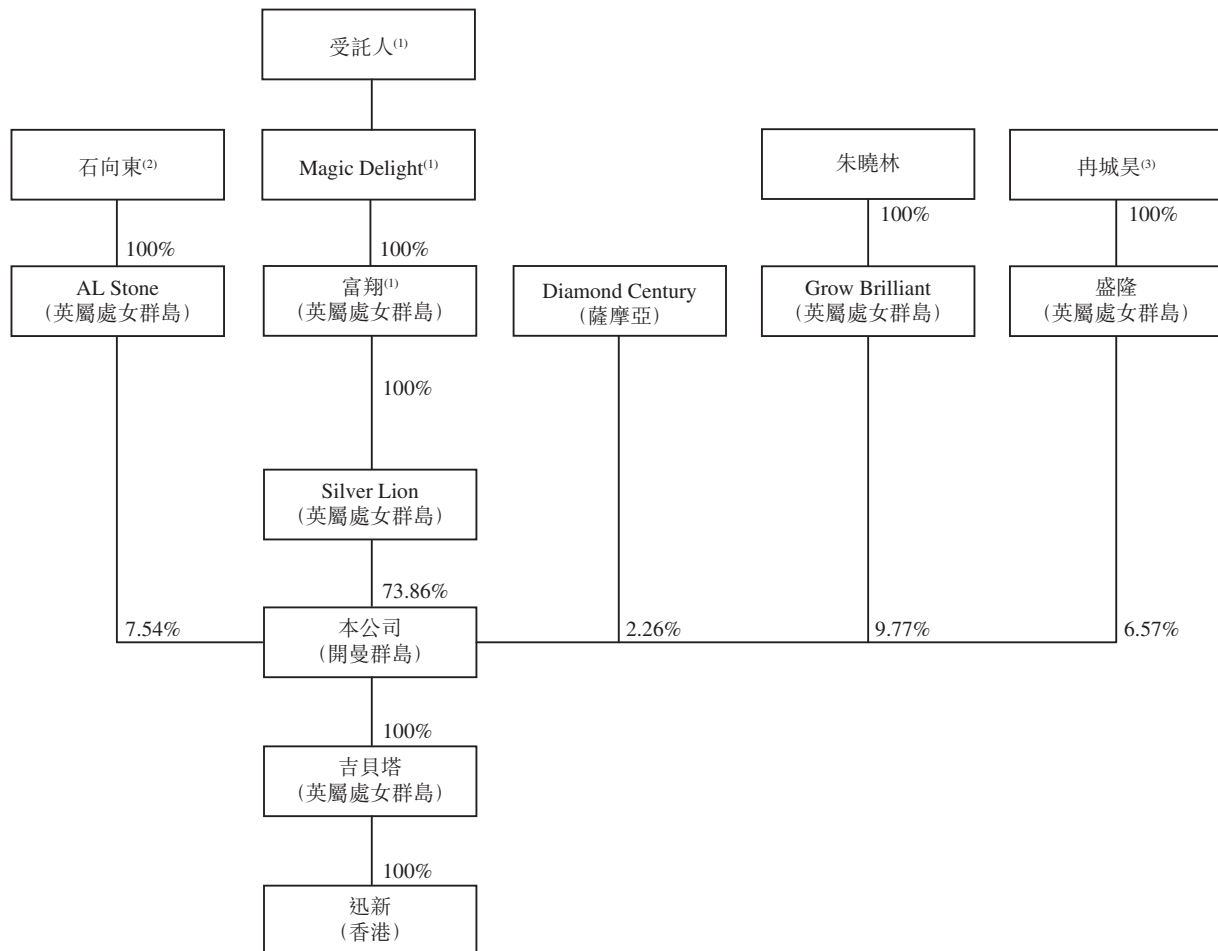 受託人(1)
石向東(2)
Magic Delight(1)
朱曉林
冉城昊(3)
100%
100%
100%
100%
AL Stone
(英屬處女群島)
富翔(1)
(英屬處女群島)
Diamond Century
(薩摩亞)
Grow Brilliant
(英屬處女群島)
盛隆
(英屬處女群島)
100%
Silver Lion
(英屬處女群島)
73.86%
7.54%
本公司
(開曼群島)
2.26%
9.77%
6.57%
100%
吉貝塔
(英屬處女群島)
100%
迅新
(香港)